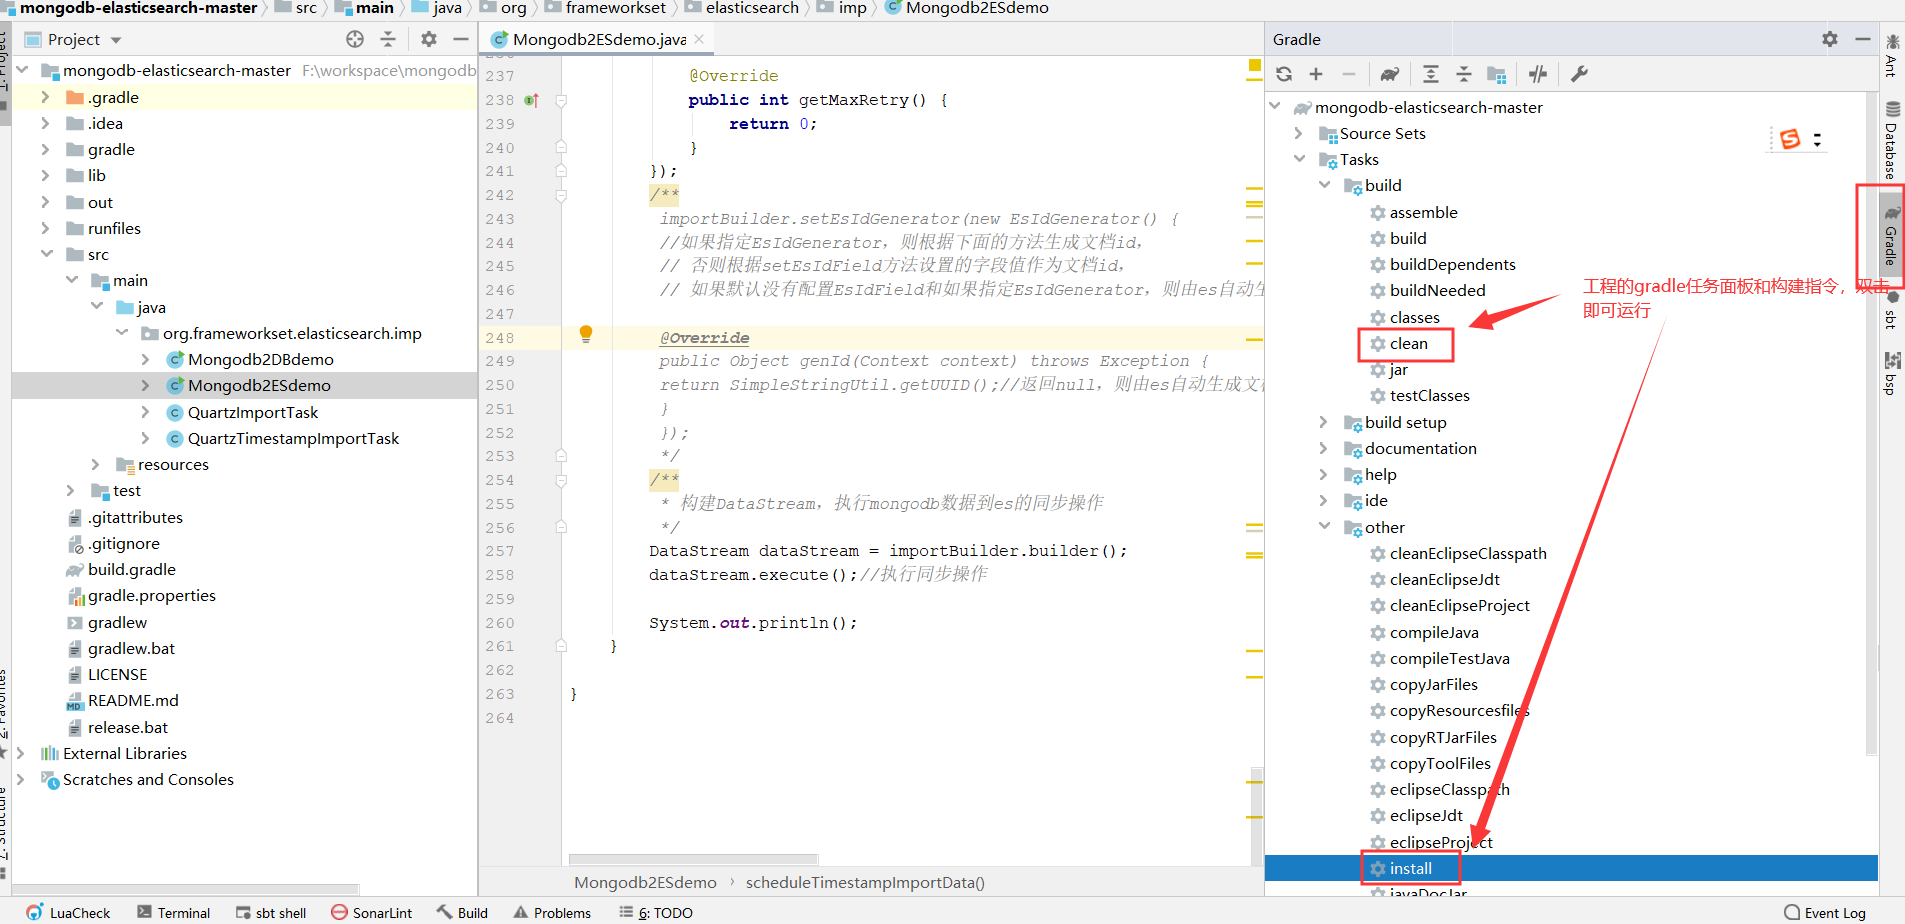 mongodb-elasticsearch-master
src
main
java
org
frameworkset
elasticsearch
imp
Mongodb2ESdemo
Project
Mongodb2ESdemo.java
Gradle
1: Project
mongodb-elasticsearch-master F:\workspace\mongodb
.gradle
.idea
gradle
lib
out
runfiles
src
main
java
org.frameworkset.elasticsearch.imp
Mongodb2DBdemo
Mongodb2ESdemo
QuartzImportTask
QuartzTimestampImportTask
resources
test
.gitattributes
.gitignore
build.gradle
gradle.properties
gradlew
gradlew.bat
LICENSE
README.md
release.bat
External Libraries
Scratches and Consoles
2: Favorites
7: Structure
237 @Override
238 public int getMaxRetry() {
239 return 0;
240 }
241 });
242 /**
243 importBuilder.setEsIdGenerator(new EsIdGenerator() {
244 //如果指定EsIdGenerator，则根据下面的方法生成文档id，
245 // 否则根据setEsIdField方法设置的字段值作为文档id，
246 // 如果默认没有配置EsIdField和如果指定EsIdGenerator，则由es自动生
247
248 @Override
249 public Object genId(Context context) throws Exception {
250 return SimpleStringUtil.getUUID();//返回null，则由es自动生成文
251 }
252 });
253 */
254 /**
255 * 构建DataStream，执行mongodb数据到es的同步操作
256 */
257 DataStream dataStream = importBuilder.builder();
258 dataStream.execute();//执行同步操作
259
260 System.out.println();
261 }
262
263 }
264
Mongodb2ESdemo › scheduleTimestampImportData()
mongodb-elasticsearch-master
Source Sets
Tasks
build
assemble
build
buildDependents
buildNeeded
classes
clean
jar
testClasses
build setup
documentation
help
ide
other
cleanEclipseClasspath
cleanEclipseJdt
cleanEclipseProject
compileJava
compileTestJava
copyJarFiles
copyResourcesfiles
copyRTJarFiles
copyToolFiles
eclipseClasspath
eclipseJdt
eclipseProject
install
javaDocJar
工程的gradle任务面板和构建指令，双击
即可运行
Ant
Database
Gradle
sbt
bsp
LuaCheck
Terminal
sbt shell
SonarLint
Build
Problems
6: TODO
Event Log